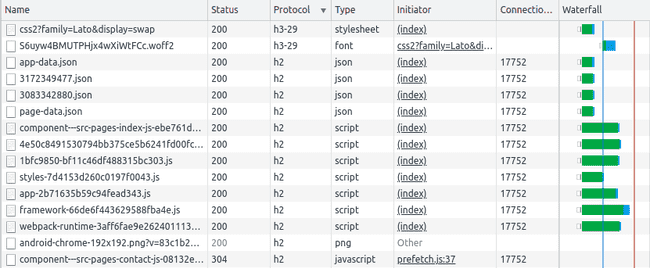 Name Status Protocol Type Initiator Connectio... Waterfall
css2?family=Lato&display=swap 200 h3-29 stylesheet (index)
S6uyw4BMUTPHjx4wXiWtFCc.woff2 200 h3-29 font css2?family=Lato&di...
app-data.json 200 h2 json (index) 17752
3172349477.json 200 h2 json (index) 17752
3083342880.json 200 h2 json (index) 17752
page-data.json 200 h2 json (index) 17752
component---src-pages-index-js-ebe761d... 200 h2 script (index) 17752
4e50c8491530794bb375ce5b6241fd00fc... 200 h2 script (index) 17752
1bfc9850-bf11c46df488315bc303.js 200 h2 script (index) 17752
styles-7d4153d260c0197f0043.js 200 h2 script (index) 17752
app-2b71635b59c94fead343.js 200 h2 script (index) 17752
framework-66de6f443629588fba4e.js 200 h2 script (index) 17752
webpack-runtime-3aff6fae9e262401113... 200 h2 script (index) 17752
android-chrome-192x192.png?v=83c1b2... 200 h2 png Other
component---src-pages-contact-js-08132e... 304 h2 javascript prefetch.js:37 17752